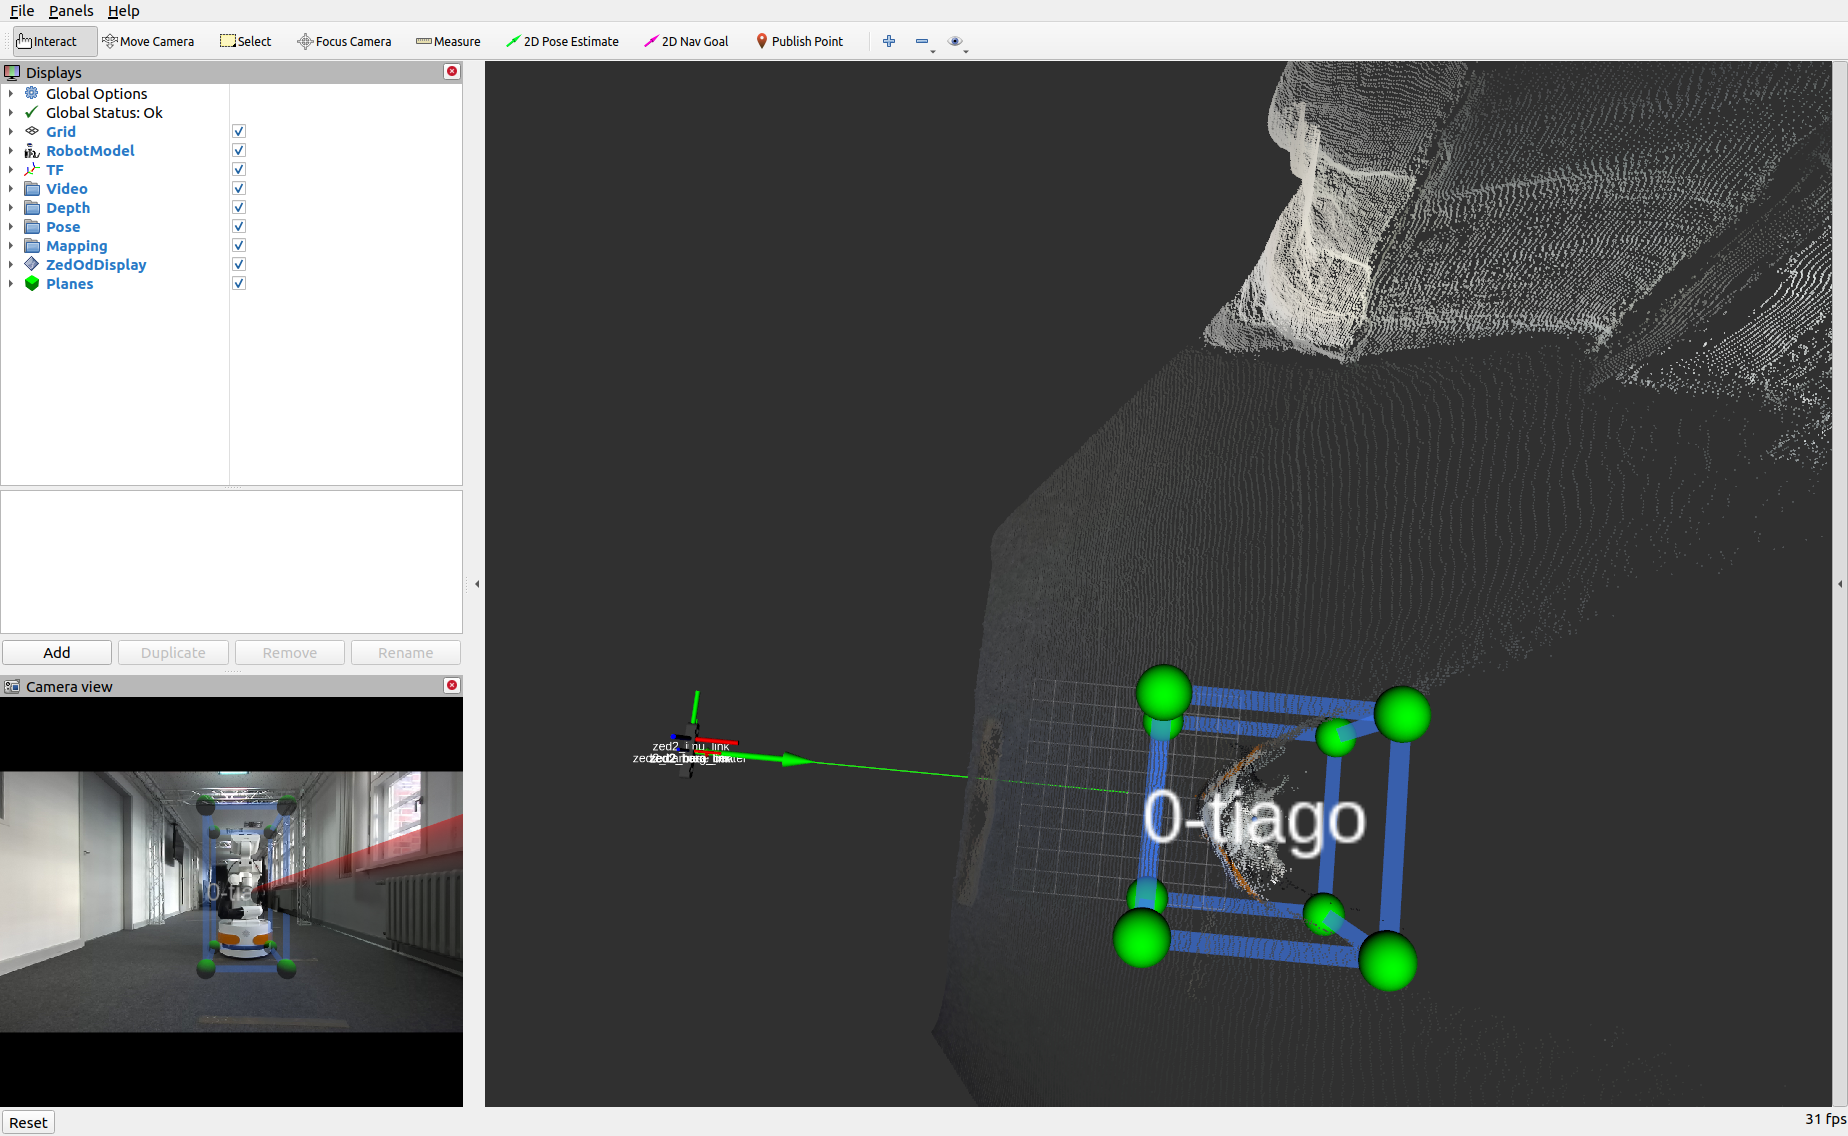 File Panels Help
Interact Move Camera Select Focus Camera Measure 2D Pose Estimate 2D Nav Goal Publish Point
Displays
Global Options
Global Status: Ok
Grid
RobotModel
TF
Video
Depth
Pose
Mapping
ZedOdDisplay
Planes
Add Duplicate Remove Rename
Camera view
zed2_imu_link
0-tiago
0-tia
Reset
31 fps